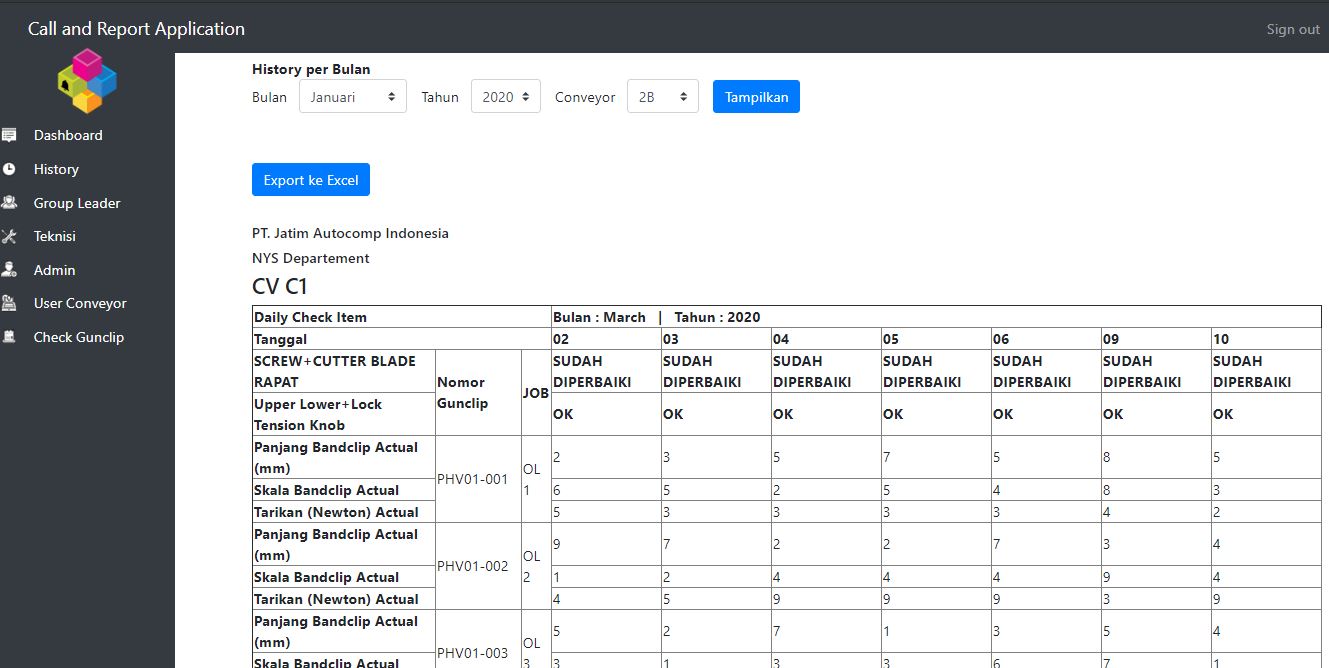 Call and Report Application
Sign out
Dashboard
History
Group Leader
Teknisi
Admin
User Conveyor
Check Gunclip
History per Bulan
Bulan Januari Tahun 2020 Conveyor 2B Tampilkan
Export ke Excel
PT. Jatim Autocomp Indonesia
NYS Departement
CV C1
Daily Check Item Bulan : March | Tahun : 2020
Tanggal 02 03 04 05 06 09 10
SCREW+CUTTER BLADE RAPAT Nomor Gunclip JOB SUDAH DIPERBAIKI SUDAH DIPERBAIKI SUDAH DIPERBAIKI SUDAH DIPERBAIKI SUDAH DIPERBAIKI SUDAH DIPERBAIKI SUDAH DIPERBAIKI
Upper Lower+Lock Tension Knob OK OK OK OK OK OK OK
Panjang Bandclip Actual (mm) PHV01-001 OL 1 2 3 5 7 5 8 5
Skala Bandclip Actual 6 5 2 5 4 8 3
Tarikan (Newton) Actual 5 3 3 3 3 4 2
Panjang Bandclip Actual (mm) PHV01-002 OL 2 9 7 2 2 7 3 4
Skala Bandclip Actual 1 2 4 4 4 9 4
Tarikan (Newton) Actual 4 5 9 9 9 3 9
Panjang Bandclip Actual (mm) PHV01-003 OL 3 5 2 7 1 3 5 4
Skala Bandclip Actual 3 1 3 3 6 7 1